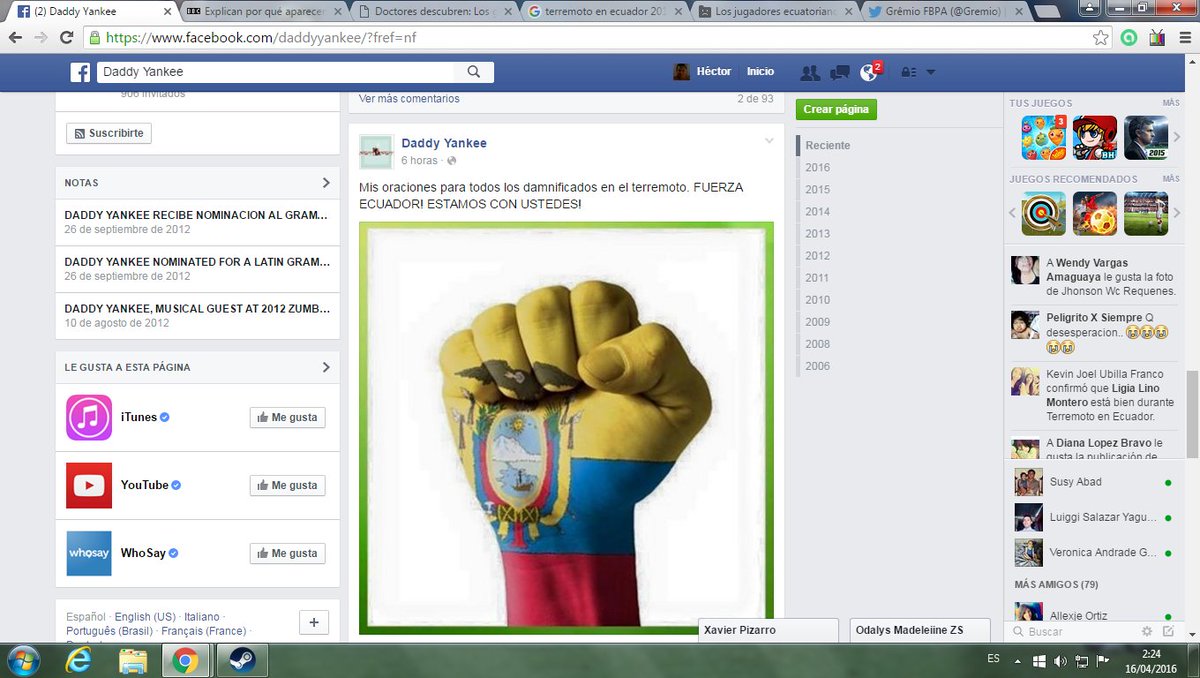 (2) Daddy Yankee
Explican por qué aparecer
Doctores descubren: Los
terremoto en ecuador 201
Los jugadores ecuatorian
Grêmio FBPA (@Gremio)
https://www.facebook.com/daddyyankee/?fref=nf
Daddy Yankee
Héctor
Inicio
2
906 invitados
Suscribirte
NOTAS
DADDY YANKEE RECIBE NOMINACION AL GRAM...
26 de septiembre de 2012
DADDY YANKEE NOMINATED FOR A LATIN GRAM...
26 de septiembre de 2012
DADDY YANKEE, MUSICAL GUEST AT 2012 ZUMB...
10 de agosto de 2012
LE GUSTA A ESTA PÁGINA
iTunes
Me gusta
YouTube
Me gusta
whosay
WhoSay
Me gusta
Español · English (US) · Italiano ·
Português (Brasil) · Français (France) ·
Ver más comentarios
2 de 93
Daddy Yankee
6 horas ·
Mis oraciones para todos los damnificados en el terremoto. FUERZA
ECUADOR! ESTAMOS CON USTEDES!
Crear página
Reciente
2016
2015
2014
2013
2012
2011
2010
2009
2008
2006
TUS JUEGOS
MÁS
3
BH
2015
JUEGOS RECOMENDADOS
MÁS
A Wendy Vargas
Amaguaya le gusta la foto
de Jhonson Wc Requenes.
Peligrito X Siempre Q
desesperacion.. 😭😭😭
😭😭
Kevin Joel Ubilla Franco
confirmó que Ligia Lino
Montero está bien durante
Terremoto en Ecuador.
A Diana Lopez Bravo le
gusta la publicación de
Susy Abad
Luiggi Salazar Yagu...
Veronica Andrade G...
MÁS AMIGOS (79)
Allexie Ortiz
Buscar
Xavier Pizarro
Odalys Madeleiine ZS
ES
2:24
16/04/2016